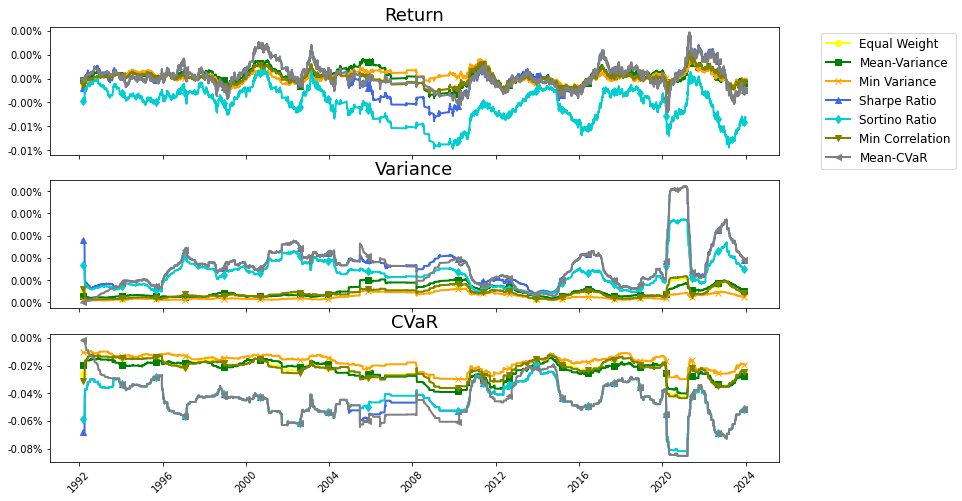 Return
0.00%
0.00%
0.00%
-0.00%
-0.01%
-0.01%
Equal Weight
Mean-Variance
Min Variance
Sharpe Ratio
Sortino Ratio
Min Correlation
Mean-CVaR
Variance
0.00%
0.00%
0.00%
0.00%
0.00%
0.00%
CVaR
-0.00%
-0.02%
-0.04%
-0.06%
-0.08%
1992
1996
2000
2004
2008
2012
2016
2020
2024